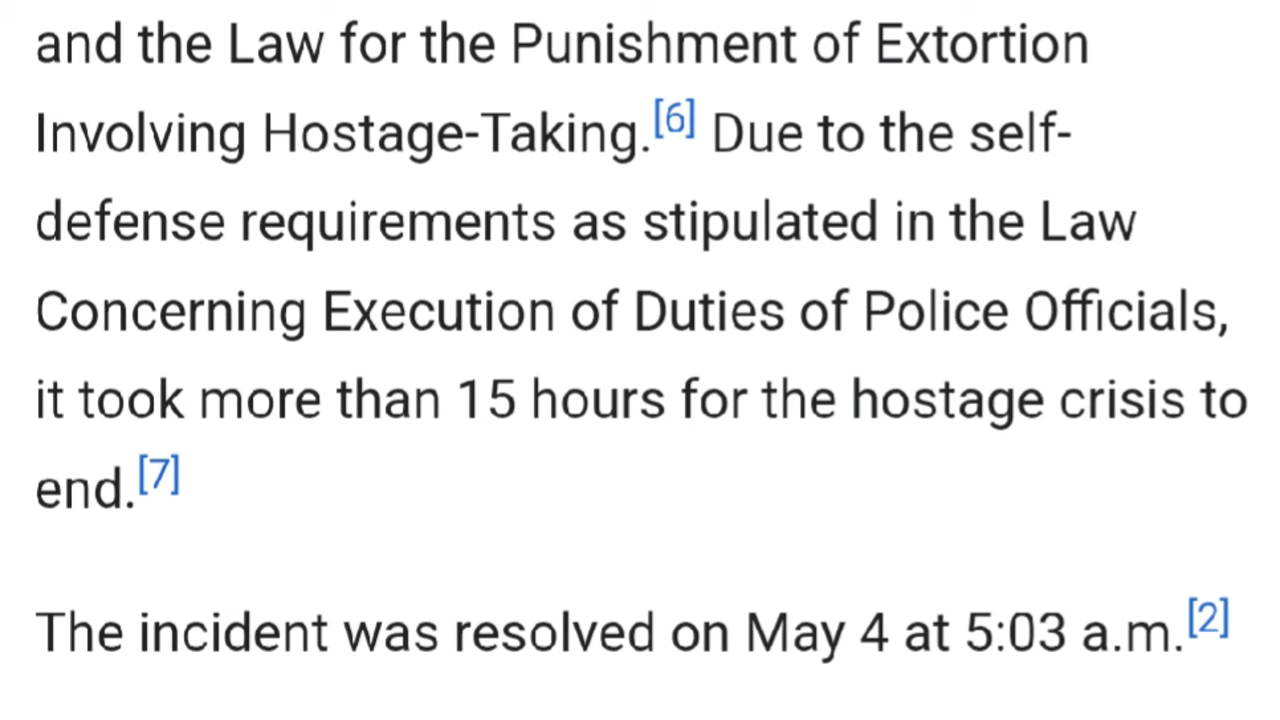 and the Law for the Punishment of Extortion
Involving Hostage-Taking.[6] Due to the self-
defense requirements as stipulated in the Law
Concerning Execution of Duties of Police Officials,
it took more than 15 hours for the hostage crisis to
end.[7]
The incident was resolved on May 4 at 5:03 a.m.[2]